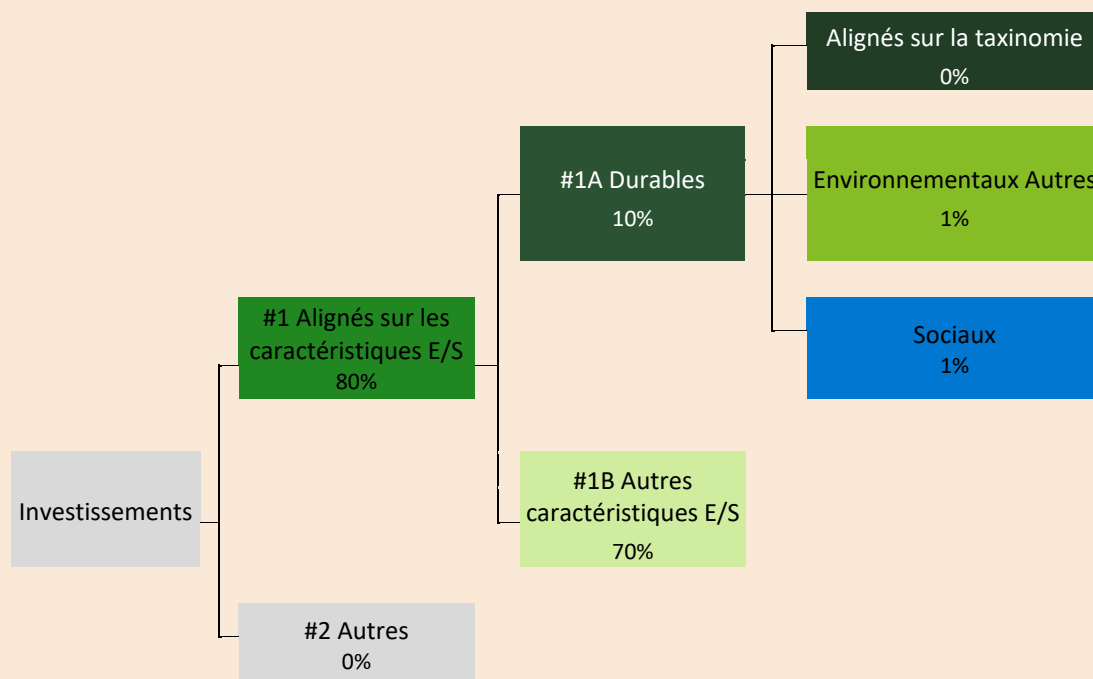 Alignés sur la taxinomie
0%
#1A Durables
10%
Environnementaux Autres
1%
#1 Alignés sur les
caractéristiques E/S
80%
Sociaux
1%
Investissements
#1B Autres
caractéristiques E/S
70%
#2 Autres
0%